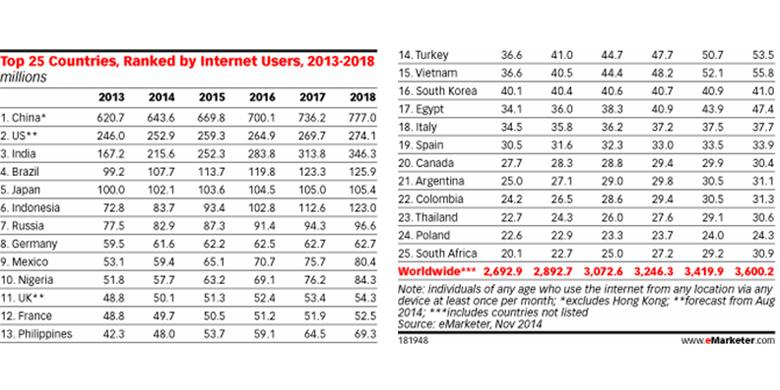 Top 25 Countries, Ranked by Internet Users, 2013-2018
millions
2013 2014 2015 2016 2017 2018
1. China* 620.7 643.6 669.8 700.1 736.2 777.0
2. US** 246.0 252.9 259.3 264.9 269.7 274.1
3. India 167.2 215.6 252.3 283.8 313.8 346.3
4. Brazil 99.2 107.7 113.7 119.8 123.3 125.9
5. Japan 100.0 102.1 103.6 104.5 105.0 105.4
6. Indonesia 72.8 83.7 93.4 102.8 112.6 123.0
7. Russia 77.5 82.9 87.3 91.4 94.3 96.6
8. Germany 59.5 61.6 62.2 62.5 62.7 62.7
9. Mexico 53.1 59.4 65.1 70.7 75.7 80.4
10. Nigeria 51.8 57.7 63.2 69.1 76.2 84.3
11. UK** 48.8 50.1 51.3 52.4 53.4 54.3
12. France 48.8 49.7 50.5 51.2 51.9 52.5
13. Philippines 42.3 48.0 53.7 59.1 64.5 69.3
14. Turkey 36.6 41.0 44.7 47.7 50.7 53.5
15. Vietnam 36.6 40.5 44.4 48.2 52.1 55.8
16. South Korea 40.1 40.4 40.6 40.7 40.9 41.0
17. Egypt 34.1 36.0 38.3 40.9 43.9 47.4
18. Italy 34.5 35.8 36.2 37.2 37.5 37.7
19. Spain 30.5 31.6 32.3 33.0 33.5 33.9
20. Canada 27.7 28.3 28.8 29.4 29.9 30.4
21. Argentina 25.0 27.1 29.0 29.8 30.5 31.1
22. Colombia 24.2 26.5 28.6 29.4 30.5 31.3
23. Thailand 22.7 24.3 26.0 27.6 29.1 30.6
24. Poland 22.6 22.9 23.3 23.7 24.0 24.3
25. South Africa 20.1 22.7 25.0 27.2 29.2 30.9
Worldwide*** 2,692.9 2,892.7 3,072.6 3,246.3 3,419.9 3,600.2
Note: individuals of any age who use the internet from any location via any
device at least once per month; *excludes Hong Kong; **forecast from Aug
2014; ***includes countries not listed
Source: eMarketer, Nov 2014
181948 www.eMarketer.com